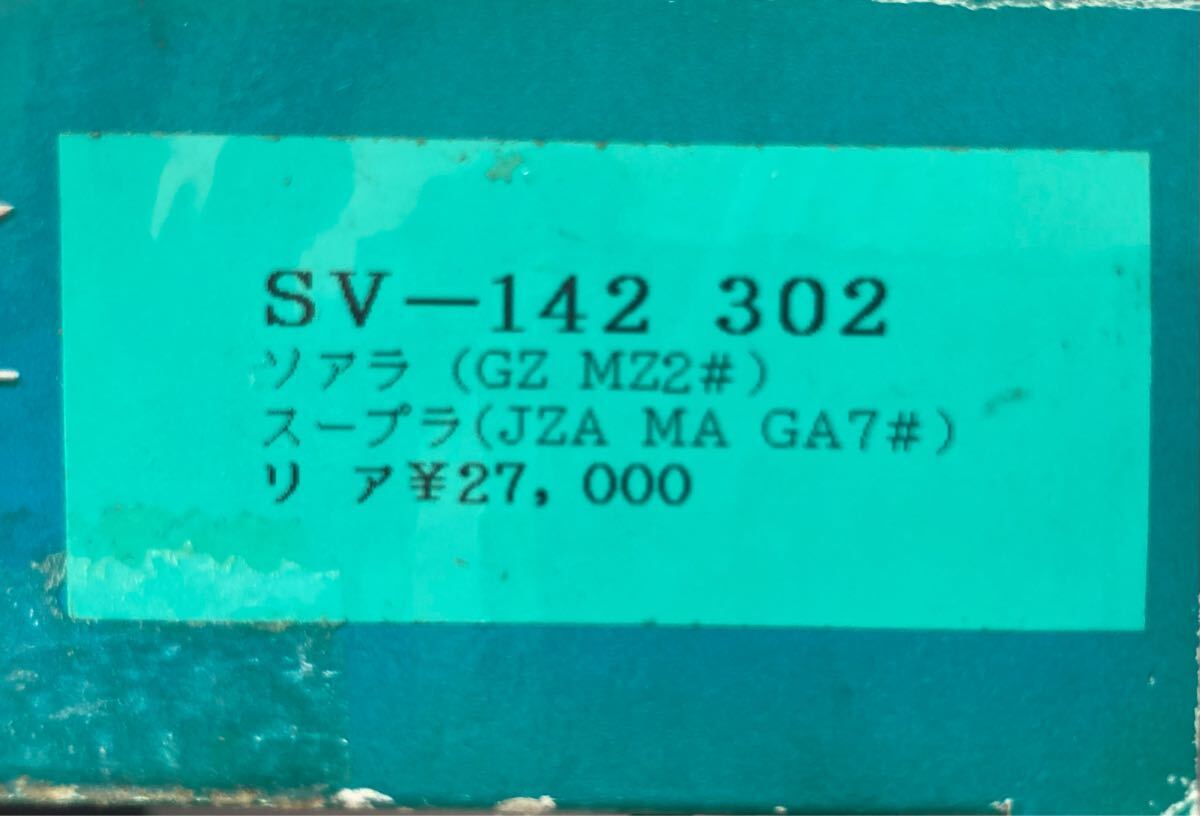 SV-142 302
ソアラ (GZ MZ2#)
スープラ(JZA MA GA7#)
リ ア¥27,000